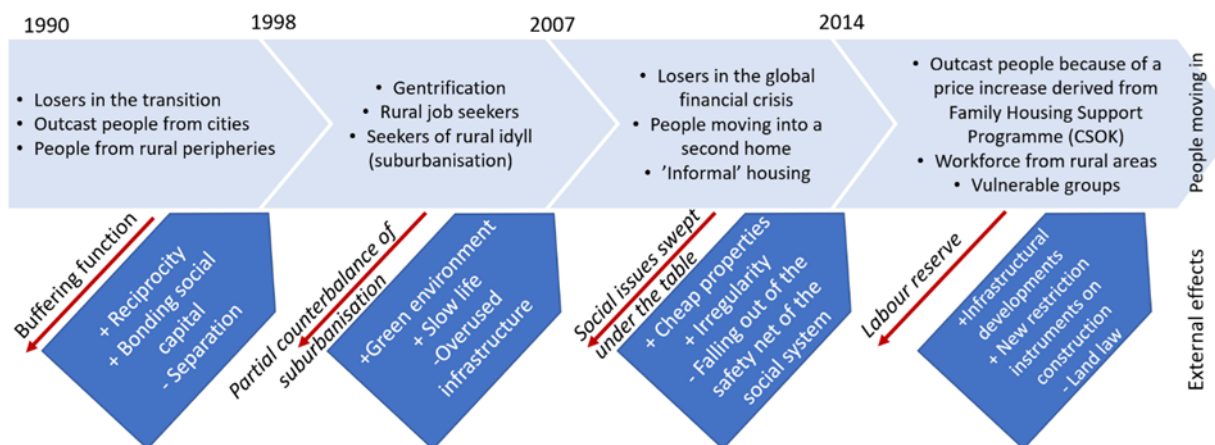 1990
1998
2007
2014
• Losers in the transition
• Outcast people from cities
• People from rural peripheries
• Gentrification
• Rural job seekers
• Seekers of rural idyll
(suburbanisation)
• Losers in the global
financial crisis
• People moving into a
second home
• ’Informal’ housing
• Outcast people because of a
price increase derived from
Family Housing Support
Programme (CSOK)
• Workforce from rural areas
• Vulnerable groups
People moving in
Buffering function
+ Reciprocity
+ Bonding social
capital
- Separation
Partial counterbalance of
suburbanisation
+Green environment
+ Slow life
-Overused
infrastructure
Social issues swept
under the table
+ Cheap properties
+ Irregularity
- Falling out of the
safety net of the
social system
Labour reserve
+Infrastructural
developments
+ New restriction
instruments on
construction
- Land law
External effects